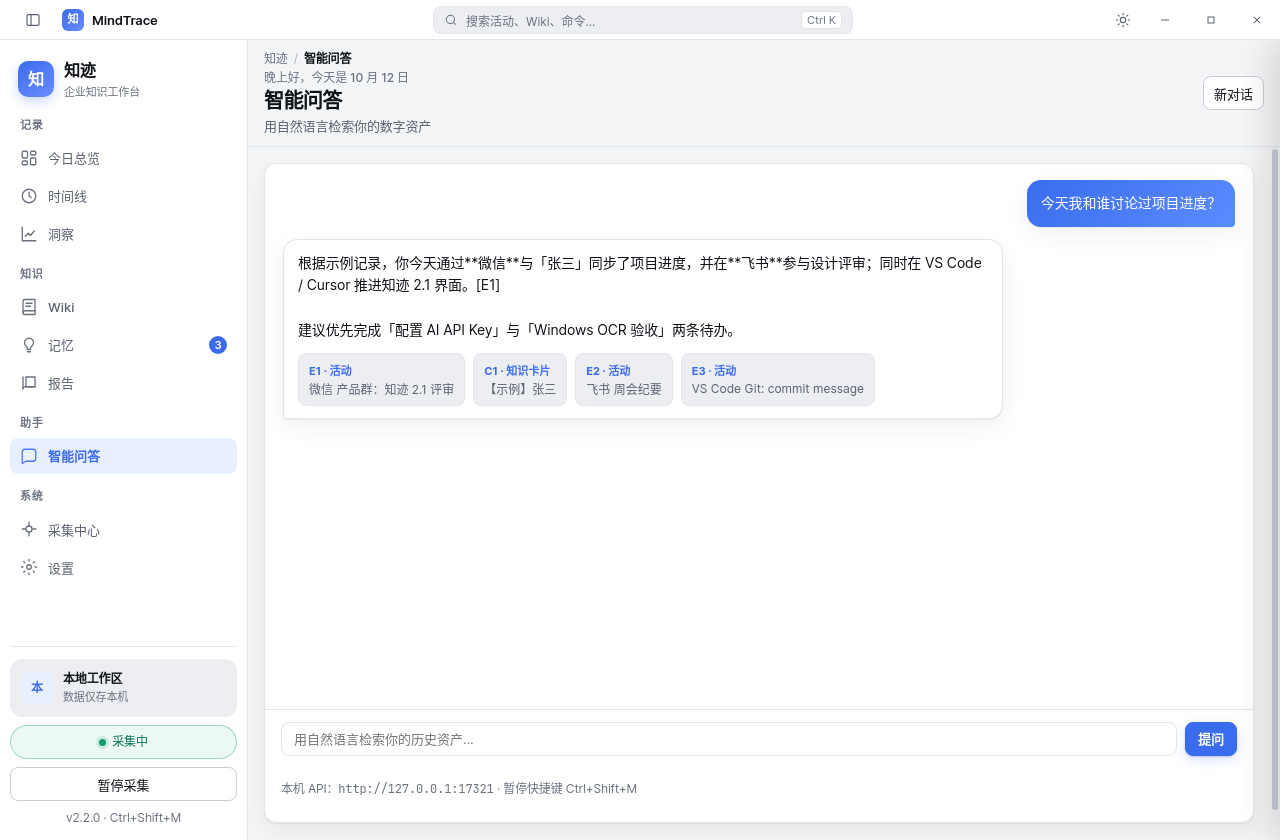 知 MindTrace
搜索活动、Wiki、命令... Ctrl K
知
知迹
企业知识工作台
记录
今日总览
时间线
洞察
知识
Wiki
记忆 3
报告
助手
智能问答
系统
采集中心
设置
本
本地工作区
数据仅存本机
采集中
暂停采集
v2.2.0 · Ctrl+Shift+M
知迹 / 智能问答
晚上好，今天是 10 月 12 日
智能问答
用自然语言检索你的数字资产
新对话
今天我和谁讨论过项目进度？
根据示例记录，你今天通过**微信**与「张三」同步了项目进度，并在**飞书**参与设计评审；同时在 VS Code
/ Cursor 推进知迹 2.1 界面。[E1]
建议优先完成「配置 AI API Key」与「Windows OCR 验收」两条待办。
E1 · 活动
微信 产品群：知迹 2.1 评审
C1 · 知识卡片
【示例】张三
E2 · 活动
飞书 周会纪要
E3 · 活动
VS Code Git: commit message
用自然语言检索你的历史资产...
提问
本机 API：http://127.0.0.1:17321 · 暂停快捷键 Ctrl+Shift+M